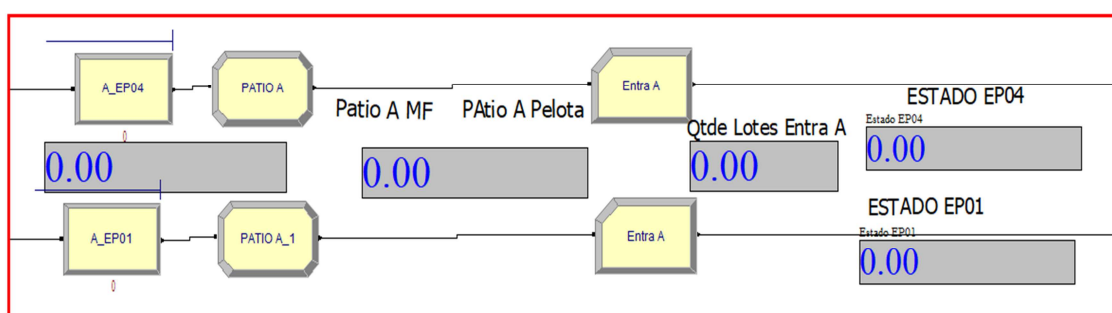 A_EP04
PATIO A
Patio A MF
PAtio A Pelota
Entra A
Qtde Lotes Entra A
ESTADO EP04
Estado EP04
0
0.00
0.00
0.00
0.00
A_EP01
PATIO A_1
Entra A
ESTADO EP01
Estado EP01
0.00
0